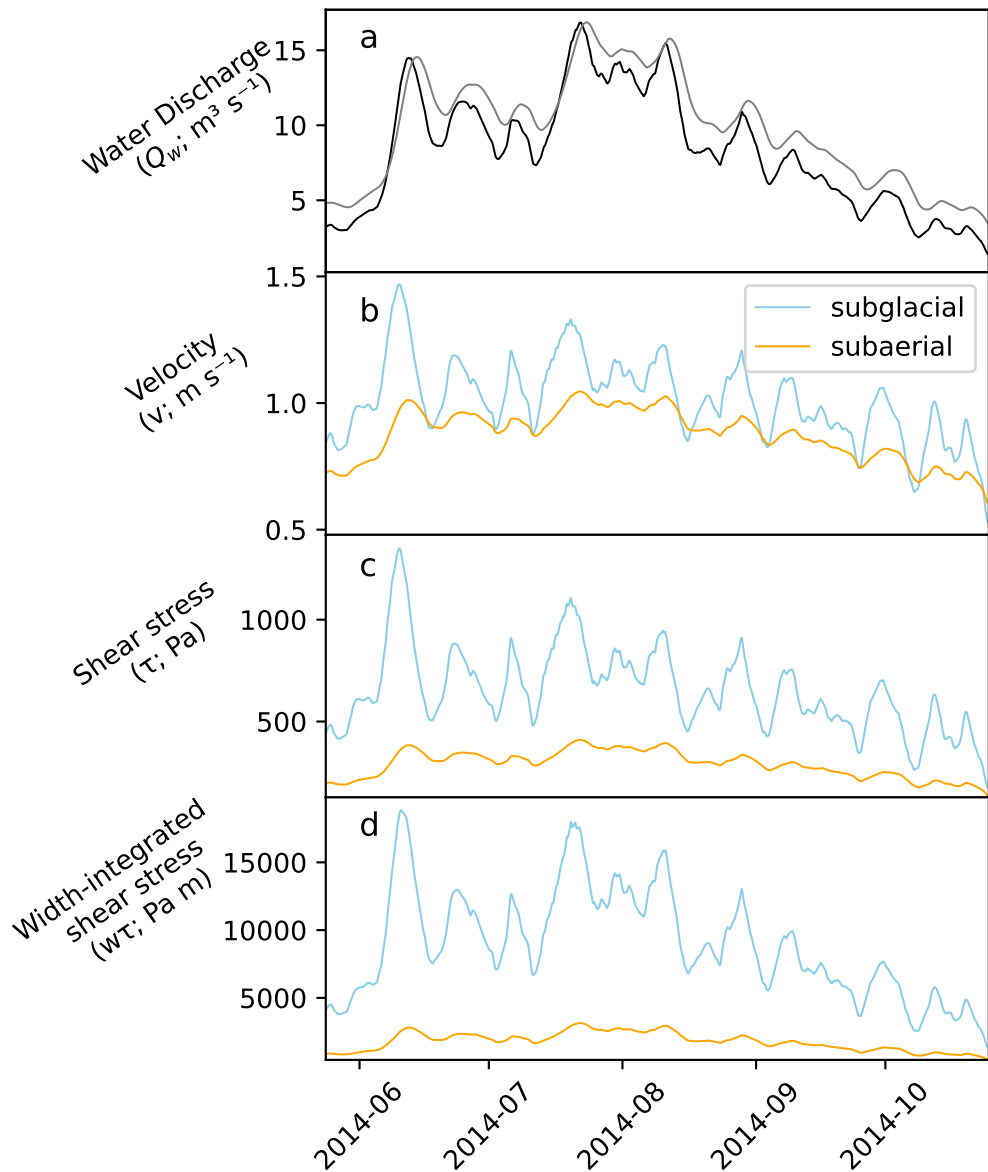 a
Water Discharge
(Qẇ; m³ s⁻¹)
15
10
5
b
Velocity
(v; m s⁻¹)
1.5
1.0
0.5
subglacial
subaerial
c
Shear stress
(τ; Pa)
1000
500
d
Width-integrated
shear stress
(wτ; Pa m)
15000
10000
5000
2014-06
2014-07
2014-08
2014-09
2014-10